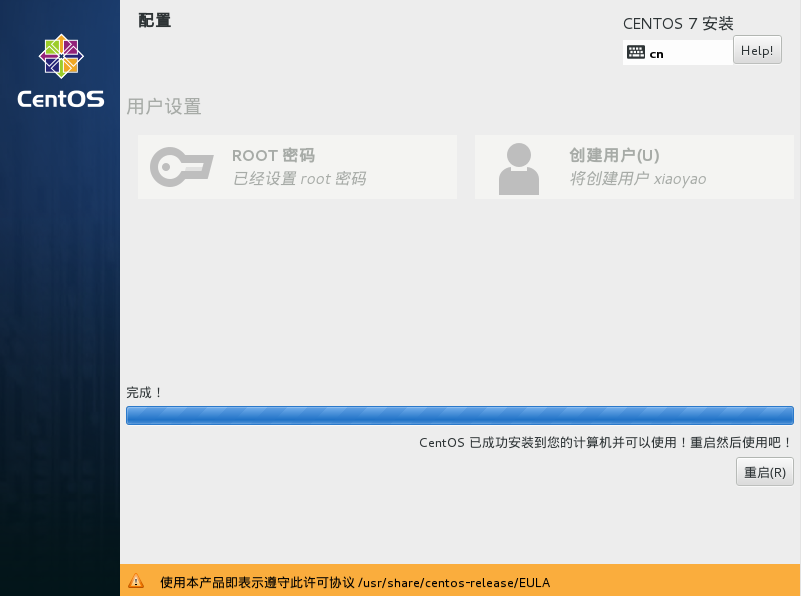 配置
CENTOS 7 安装
cn
Help!
CentOS
用户设置
ROOT 密码
已经设置 root 密码
创建用户(U)
将创建用户 xiaoyao
完成！
CentOS 已成功安装到您的计算机并可以使用！重启然后使用吧！
重启(R)
使用本产品即表示遵守此许可协议 /usr/share/centos-release/EULA